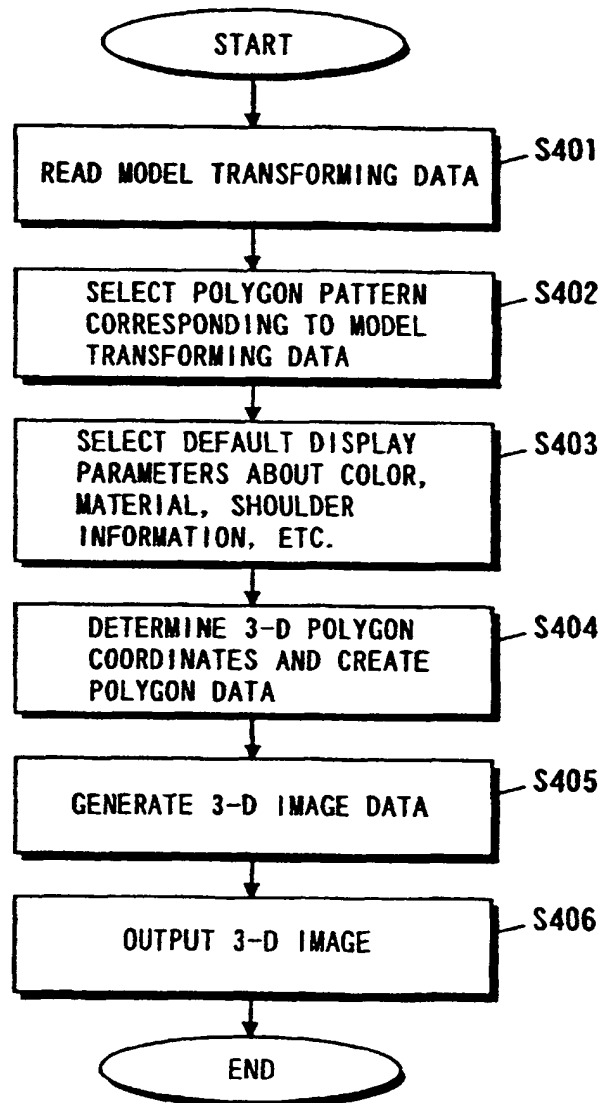 START
READ MODEL TRANSFORMING DATA
S401
SELECT POLYGON PATTERN
CORRESPONDING TO MODEL
TRANSFORMING DATA
S402
SELECT DEFAULT DISPLAY
PARAMETERS ABOUT COLOR,
MATERIAL, SHOULDER
INFORMATION, ETC.
S403
DETERMINE 3-D POLYGON
COORDINATES AND CREATE
POLYGON DATA
S404
GENERATE 3-D IMAGE DATA
S405
OUTPUT 3-D IMAGE
S406
END